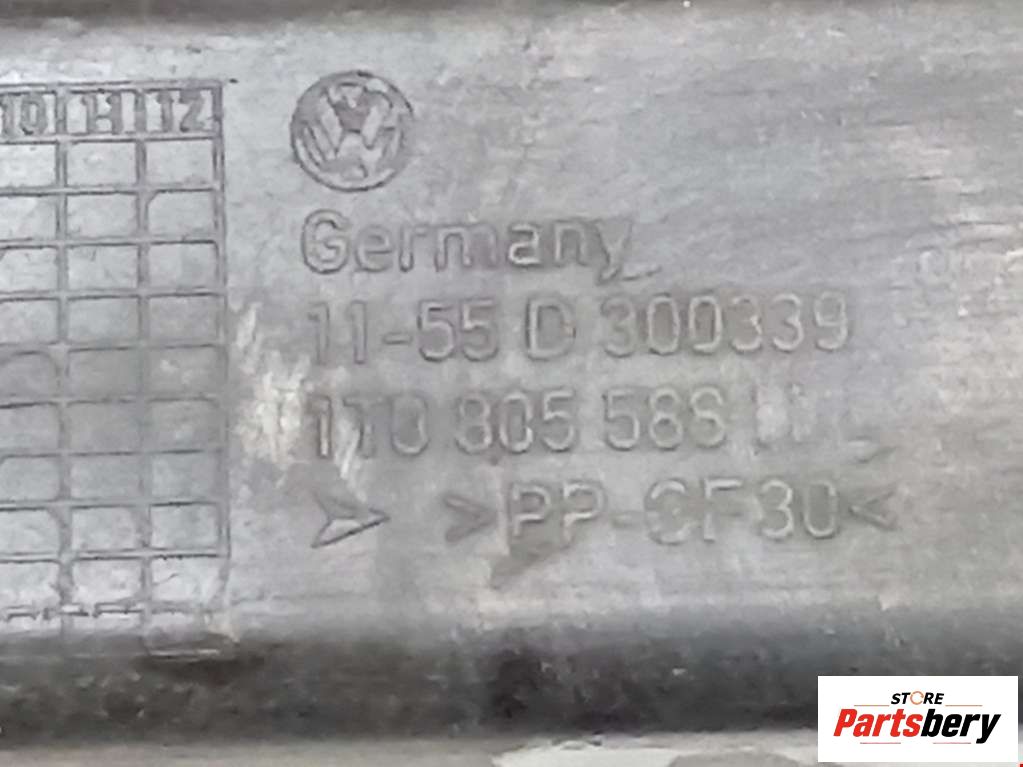 10 11 12
Germany
11-55 D 300339
1T0 805 588
>PP-GF30<
STORE
Partsbery